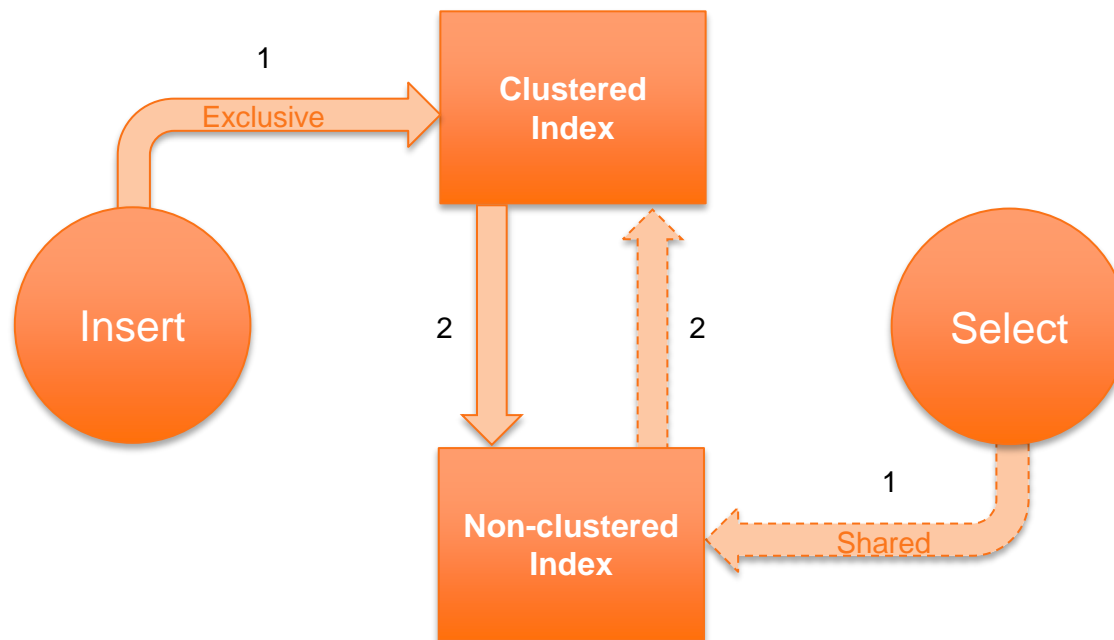 1
Exclusive
Clustered
Index
Insert
2
2
Select
1
Non-clustered
Index
Shared